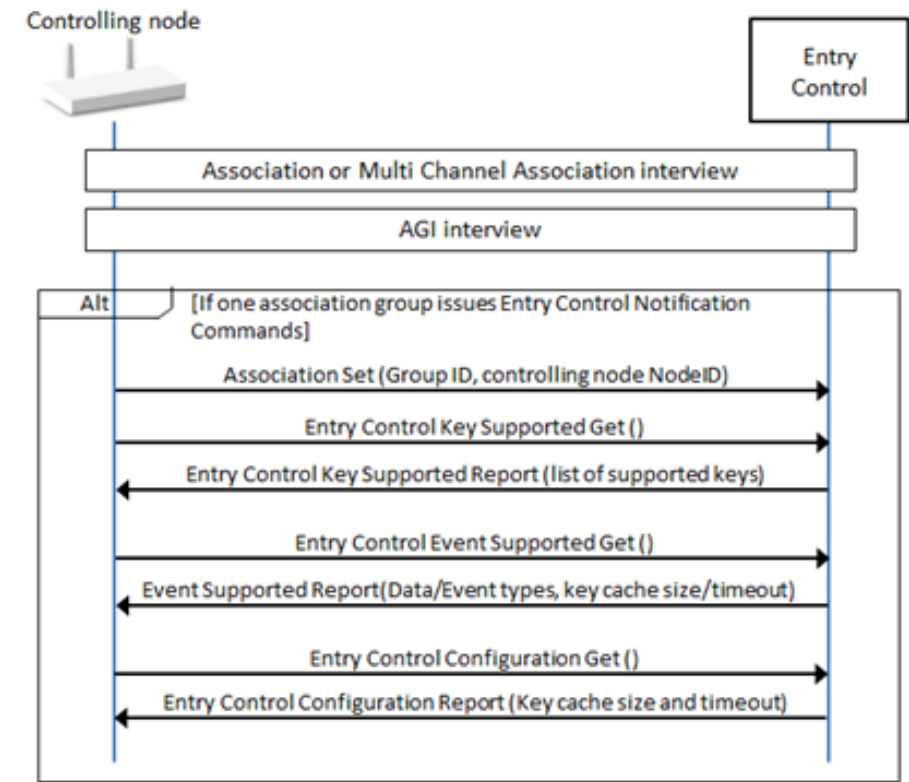 Controlling node
Entry
Control
Association or Multi Channel Association interview
AGI interview
Alt
[If one association group issues Entry Control Notification
Commands]
Association Set (Group ID, controlling node NodeID)
Entry Control Key Supported Get ()
Entry Control Key Supported Report (list of supported keys)
Entry Control Event Supported Get ()
Event Supported Report(Data/Event types, key cache size/timeout)
Entry Control Configuration Get ()
Entry Control Configuration Report (Key cache size and timeout)